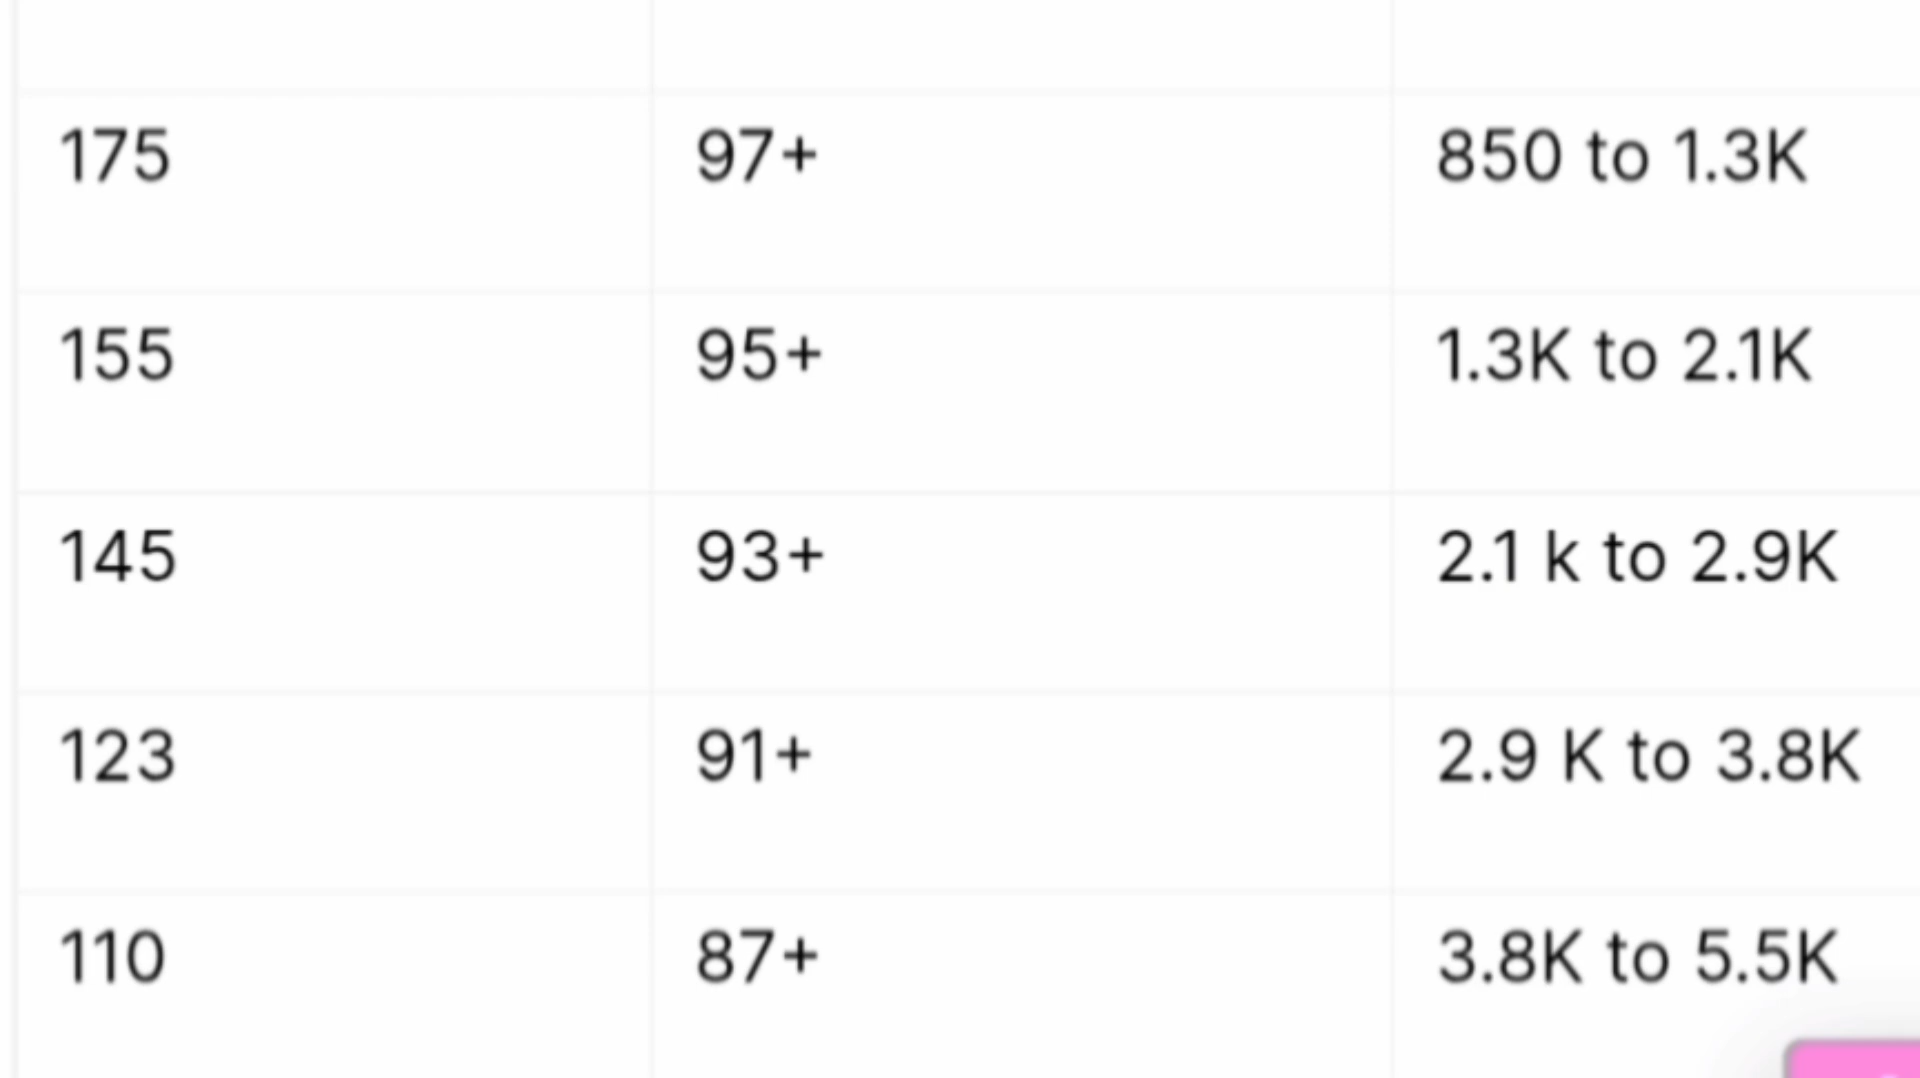 175 97+ 850 to 1.3K
155 95+ 1.3K to 2.1K
145 93+ 2.1 k to 2.9K
123 91+ 2.9 K to 3.8K
110 87+ 3.8K to 5.5K